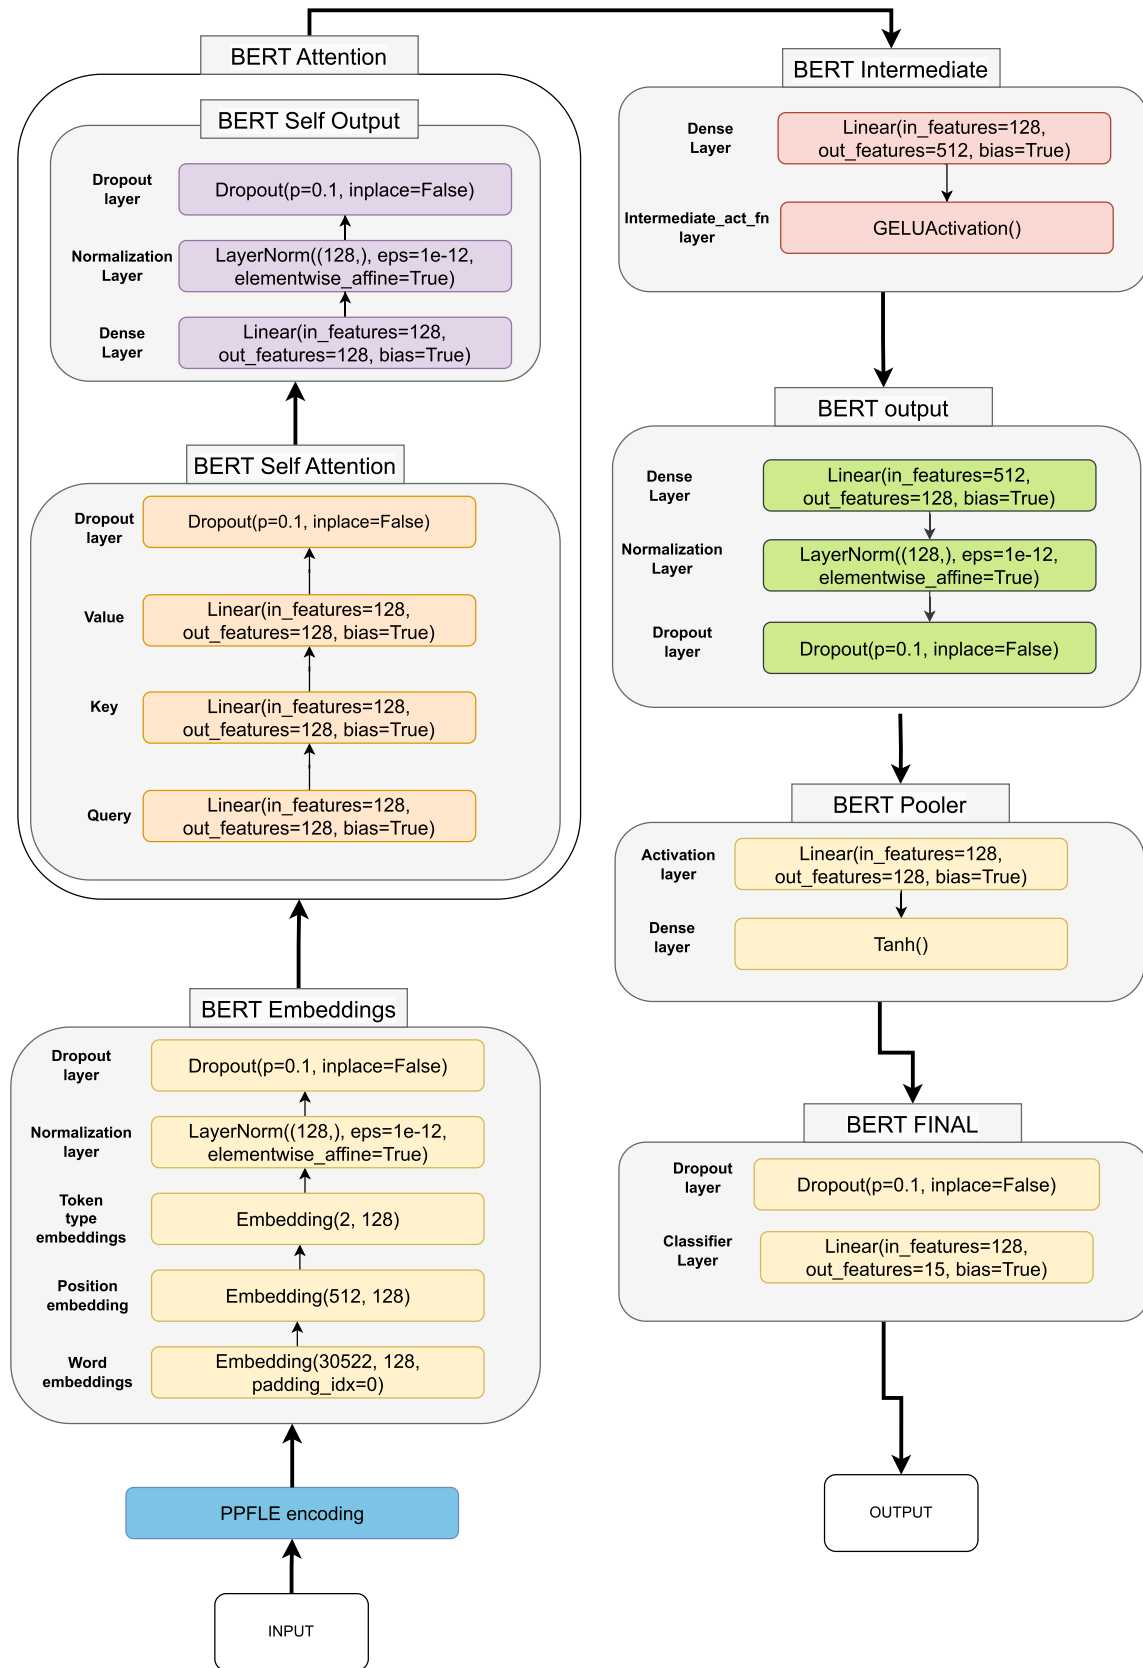 BERT Attention
BERT Self Output
Dropout
layer
Dropout(p=0.1, inplace=False)
Normalization
Layer
LayerNorm((128,), eps=1e-12,
elementwise_affine=True)
Dense
Layer
Linear(in_features=128,
out_features=128, bias=True)
BERT Self Attention
Dropout
layer
Dropout(p=0.1, inplace=False)
Value
Linear(in_features=128,
out_features=128, bias=True)
Key
Linear(in_features=128,
out_features=128, bias=True)
Query
Linear(in_features=128,
out_features=128, bias=True)
BERT Embeddings
Dropout
layer
Dropout(p=0.1, inplace=False)
Normalization
layer
LayerNorm((128,), eps=1e-12,
elementwise_affine=True)
Token
type
embeddings
Embedding(2, 128)
Position
embedding
Embedding(512, 128)
Word
embeddings
Embedding(30522, 128,
padding_idx=0)
PPFLE encoding
INPUT
BERT Intermediate
Dense
Layer
Linear(in_features=128,
out_features=512, bias=True)
Intermediate_act_fn
layer
GELUActivation()
BERT output
Dense
Layer
Linear(in_features=512,
out_features=128, bias=True)
Normalization
Layer
LayerNorm((128,), eps=1e-12,
elementwise_affine=True)
Dropout
layer
Dropout(p=0.1, inplace=False)
BERT Pooler
Activation
layer
Linear(in_features=128,
out_features=128, bias=True)
Dense
layer
Tanh()
BERT FINAL
Dropout
layer
Dropout(p=0.1, inplace=False)
Classifier
Layer
Linear(in_features=128,
out_features=15, bias=True)
OUTPUT